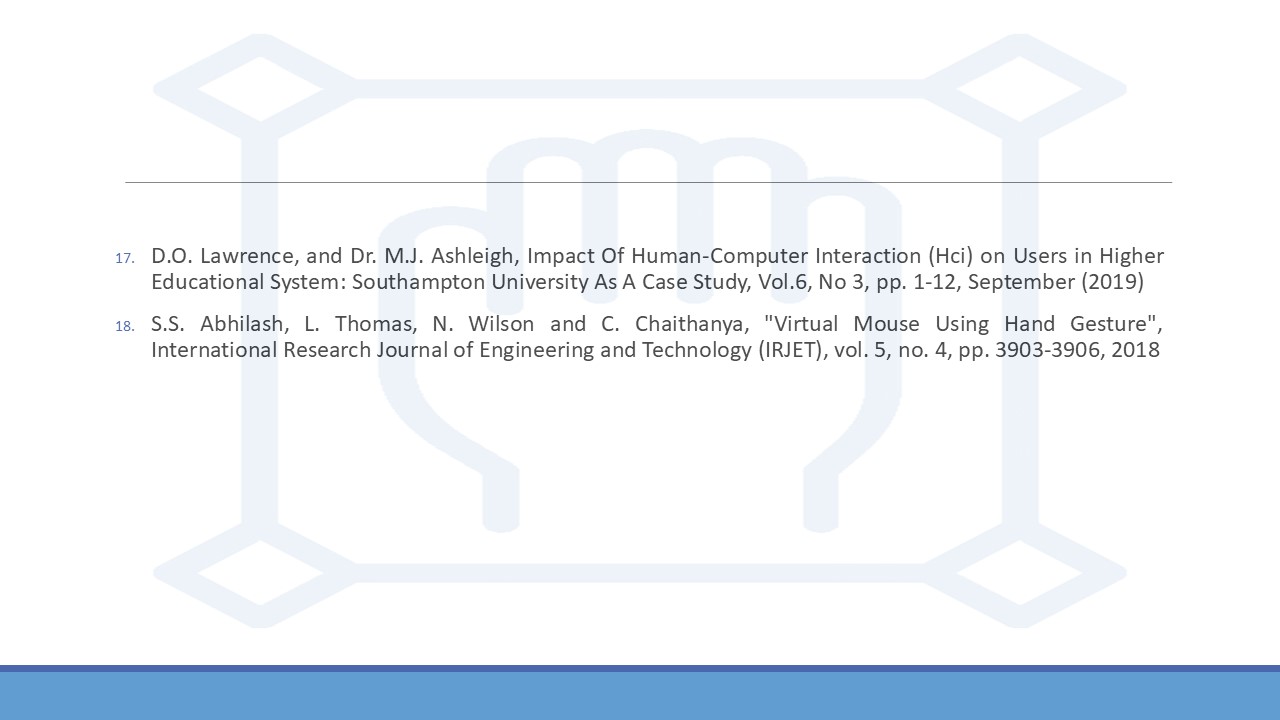 17. D.O. Lawrence, and Dr. M.J. Ashleigh, Impact Of Human-Computer Interaction (Hci) on Users in Higher
Educational System: Southampton University As A Case Study, Vol.6, No 3, pp. 1-12, September (2019)
18. S.S. Abhilash, L. Thomas, N. Wilson and C. Chaithanya, "Virtual Mouse Using Hand Gesture",
International Research Journal of Engineering and Technology (IRJET), vol. 5, no. 4, pp. 3903-3906, 2018